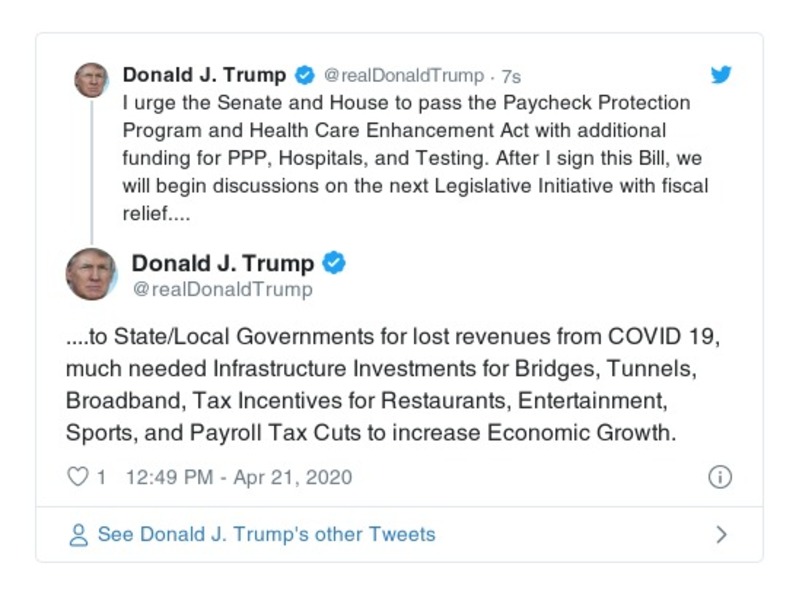 Donald J. Trump @realDonaldTrump · 7s
I urge the Senate and House to pass the Paycheck Protection
Program and Health Care Enhancement Act with additional
funding for PPP, Hospitals, and Testing. After I sign this Bill, we
will begin discussions on the next Legislative Initiative with fiscal
relief....
Donald J. Trump
@realDonaldTrump
....to State/Local Governments for lost revenues from COVID 19,
much needed Infrastructure Investments for Bridges, Tunnels,
Broadband, Tax Incentives for Restaurants, Entertainment,
Sports, and Payroll Tax Cuts to increase Economic Growth.
1 12:49 PM - Apr 21, 2020
See Donald J. Trump's other Tweets